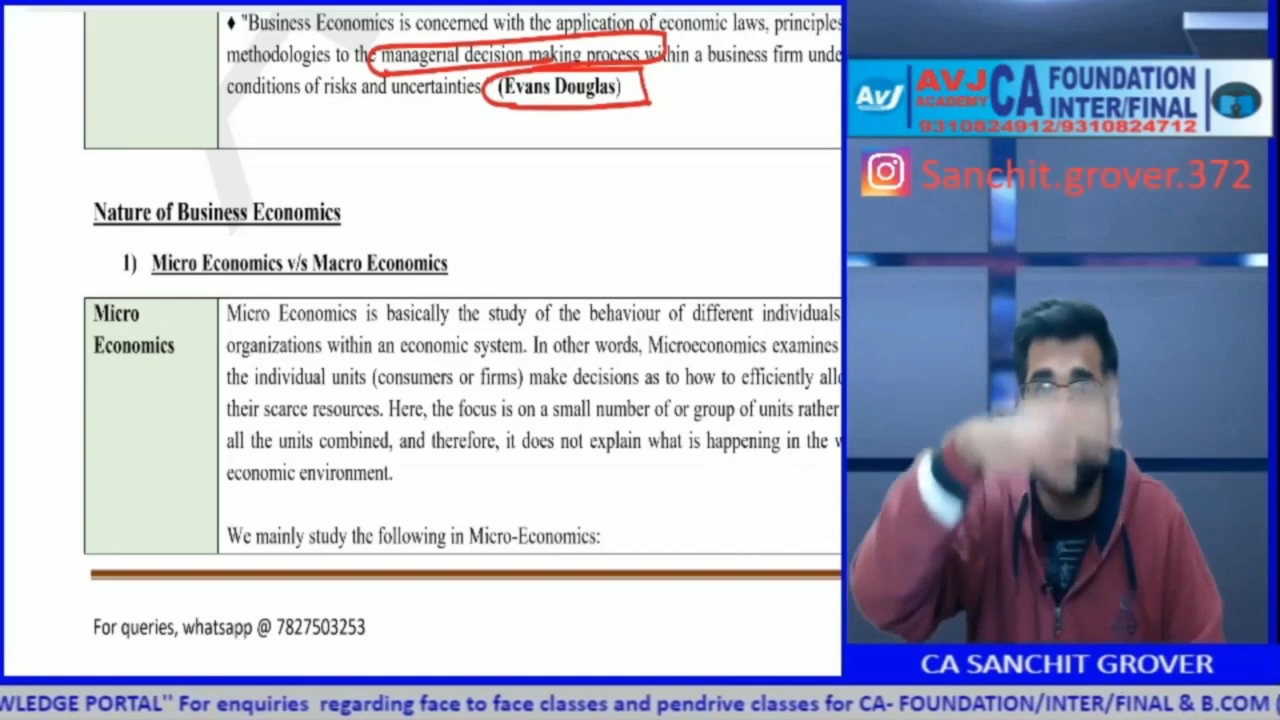 ♦ "Business Economics is concerned with the application of economic laws, principles
methodologies to the managerial decision making process within a business firm unde
conditions of risks and uncertainties (Evans Douglas)
Nature of Business Economics
1) Micro Economics v/s Macro Economics
Micro
Economics
Micro Economics is basically the study of the behaviour of different individuals
organizations within an economic system. In other words, Microeconomics examines
the individual units (consumers or firms) make decisions as to how to efficiently allo
their scarce resources. Here, the focus is on a small number of or group of units rather
all the units combined, and therefore, it does not explain what is happening in the w
economic environment.
We mainly study the following in Micro-Economics:
For queries, whatsapp @ 7827503253
AVJ
AVJ
ACADEMY
CA FOUNDATION
INTER/FINAL
9310824912/9310824712
Sanchit.grover.372
CA SANCHIT GROVER
WLEDGE PORTAL" For enquiries regarding face to face classes and pendrive classes for CA- FOUNDATION/INTER/FINAL & B.COM (